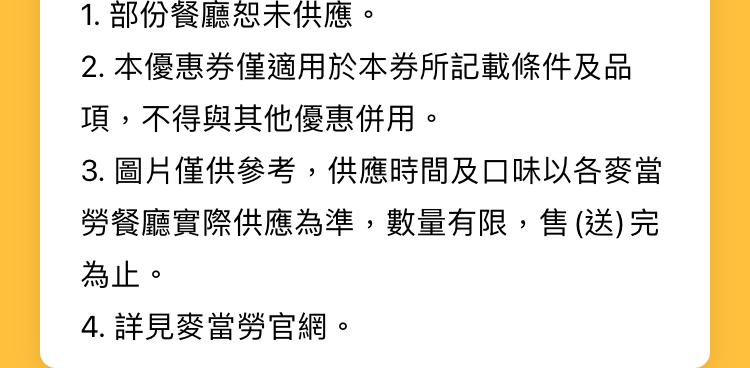 1. 部份餐廳恕未供應。
2. 本優惠券僅適用於本券所記載條件及品
項，不得與其他優惠併用。
3. 圖片僅供參考，供應時間及口味以各麥當
勞餐廳實際供應為準，數量有限，售(送)完
為止。
4. 詳見麥當勞官網。